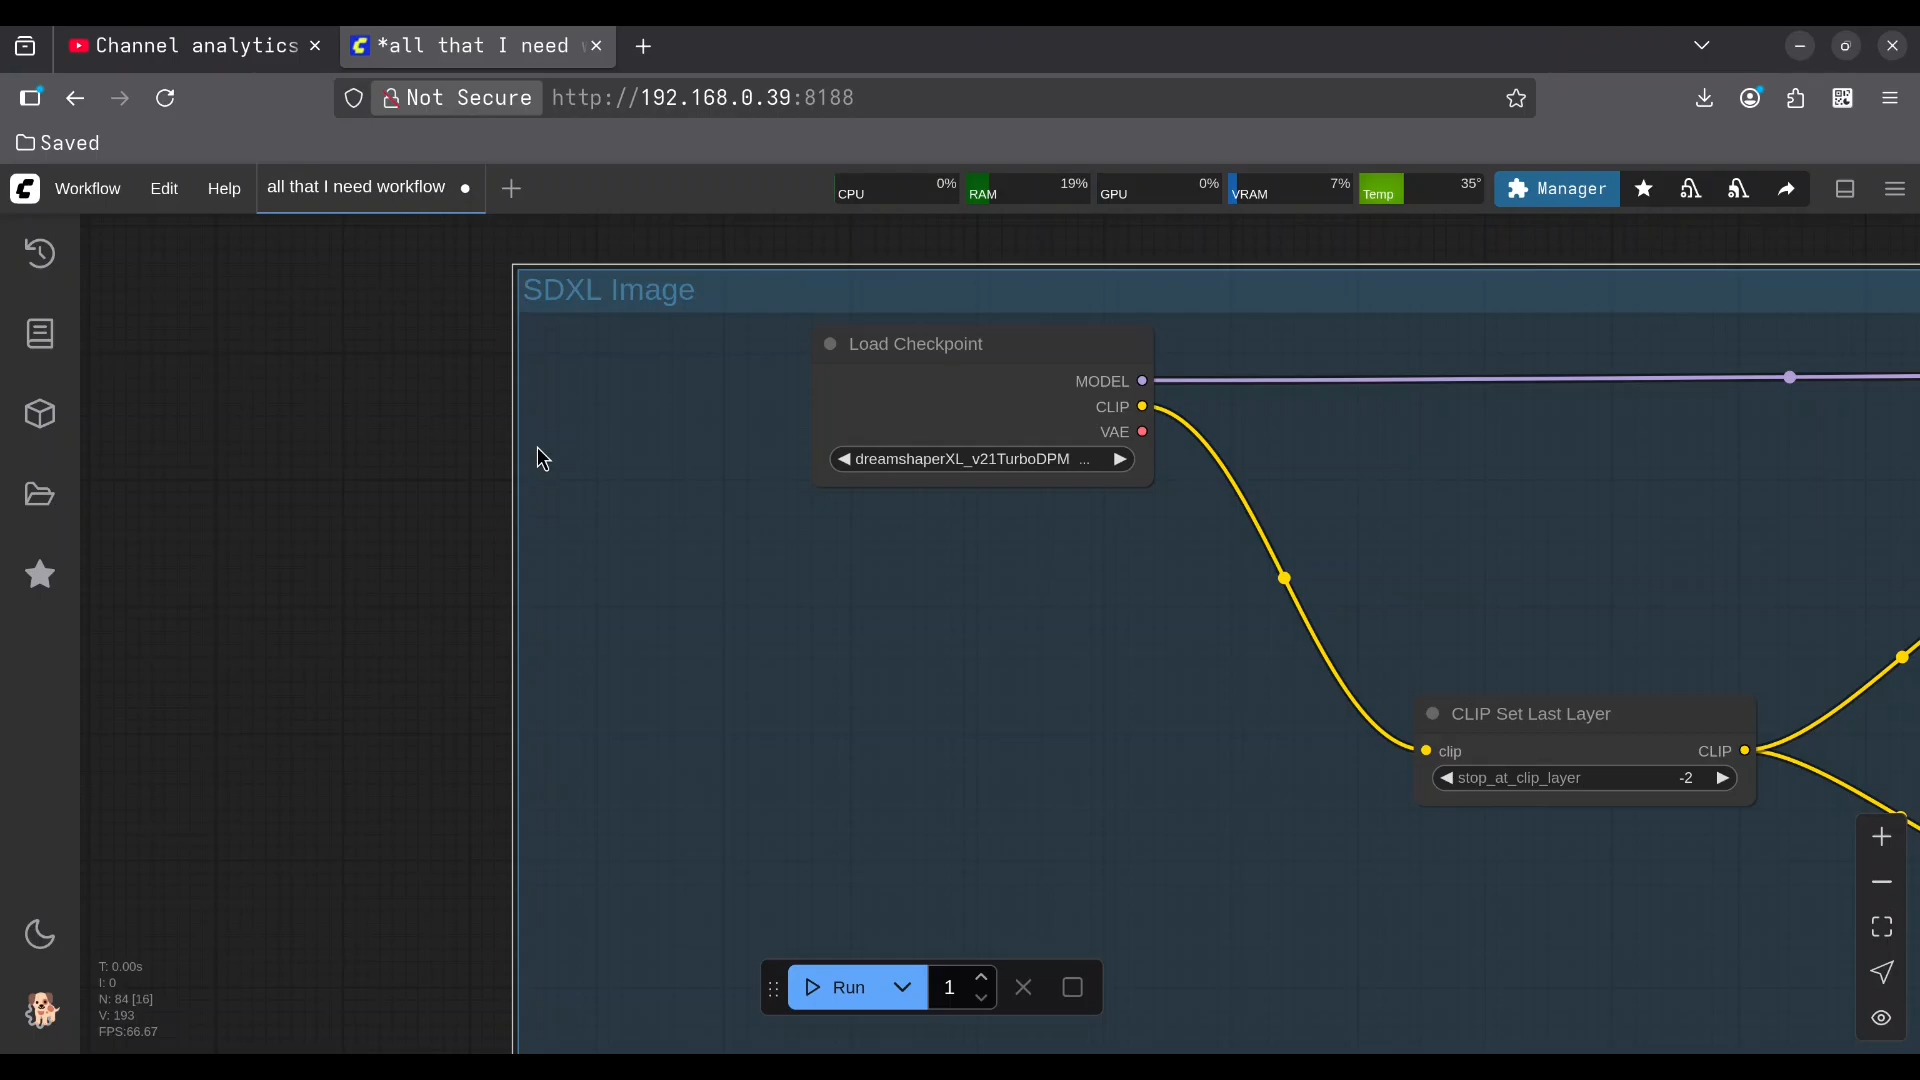 Channel analytics
*all that I need
Not Secure http://192.168.0.39:8188
Saved
Workflow Edit Help all that I need workflow
CPU 0% RAM 19% GPU 0% VRAM 7% Temp 35° Manager
SDXL Image
Load Checkpoint
MODEL
CLIP
VAE
dreamshaperXL_v21TurboDPM ...
CLIP Set Last Layer
clip CLIP
stop_at_clip_layer -2
Run 1
T: 0.00s
I: 0
N: 84 [16]
V: 193
FPS:66.67